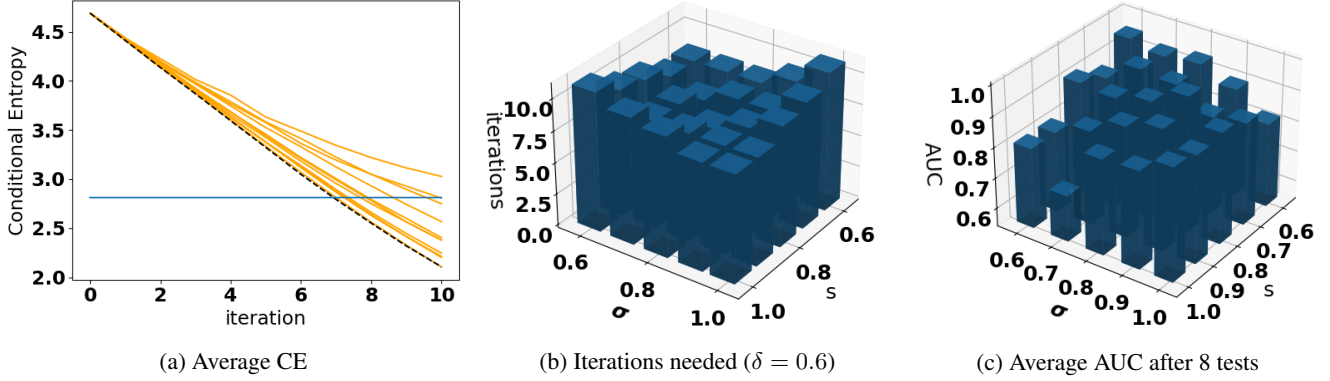 Conditional Entropy
4.5
4.0
3.5
3.0
2.5
2.0
0 2 4 6 8 10
iteration
(a) Average CE
iterations
10.0
7.5
5.0
2.5
0.0
0.6 0.8 1.0
σ
1.0 0.8 0.6
s
(b) Iterations needed (δ = 0.6)
AUC
1.0
0.9
0.8
0.7
0.6
0.6 0.7 0.8 0.9 1.0
σ
1.0 0.9 0.8 0.7 0.6
s
(c) Average AUC after 8 tests